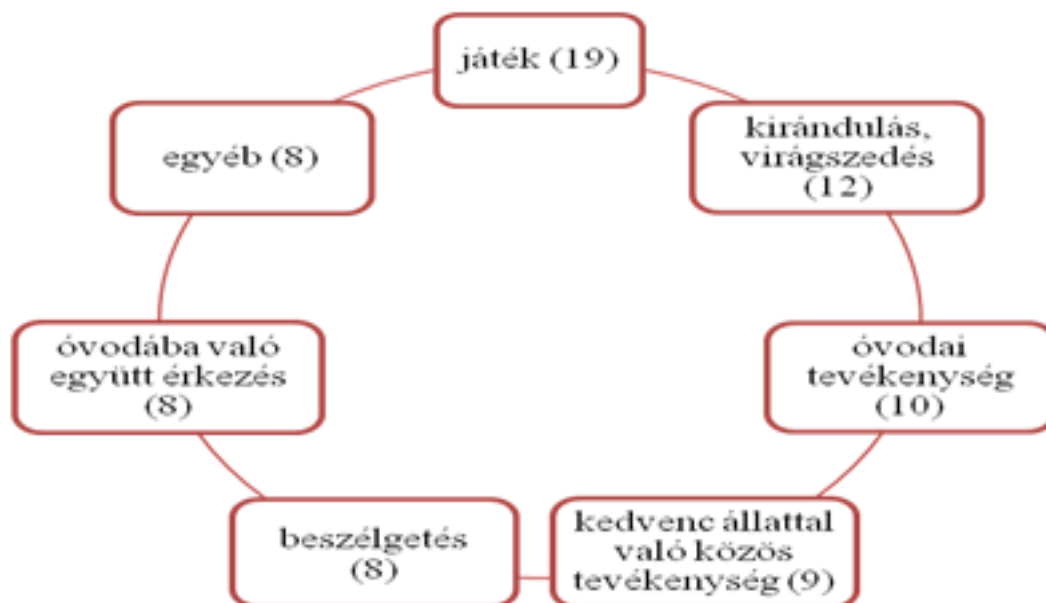 játék (19)
kirándulás,
virágszedés
(12)
óvodai
tevékenység
(10)
kedvenc állattal
való közös
tevékenység (9)
beszélgetés
(8)
óvodába való
együtt érkezés
(8)
egyéb (8)